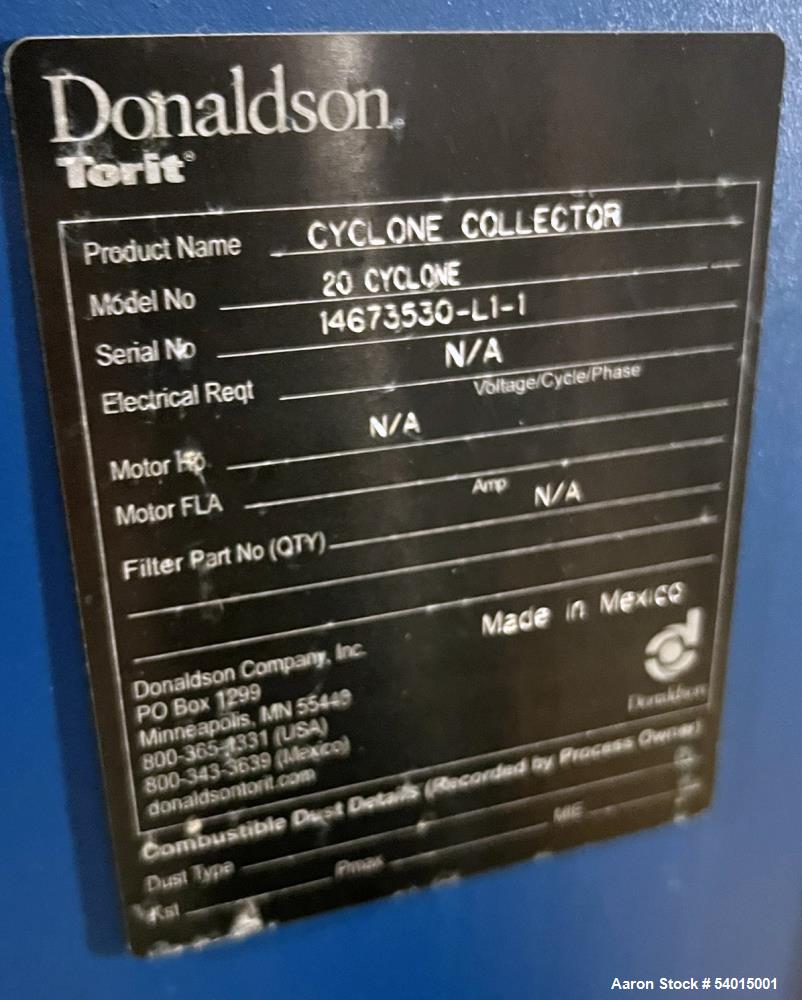 Donaldson.
Torit®
Product Name CYCLONE COLLECTOR
Model No 20 CYCLONE
Serial No 14673530-L1-1
Electrical Reqt N/A
Voltage/Cycle/Phase
Motor Hp N/A
Motor FLA Amp
Filter Part No (QTY) N/A
Made in Mexico
Donaldson
Donaldson Company, Inc.
PO Box 1299
Minneapolis, MN 55449
800-365-1331 (USA)
800-343-3639 (Mexico)
donaldsontorit.com
Combustible Dust Details (Recorded by Process Owner)
Dust Type MIE
Kst Pmax
Aaron Stock # 54015001